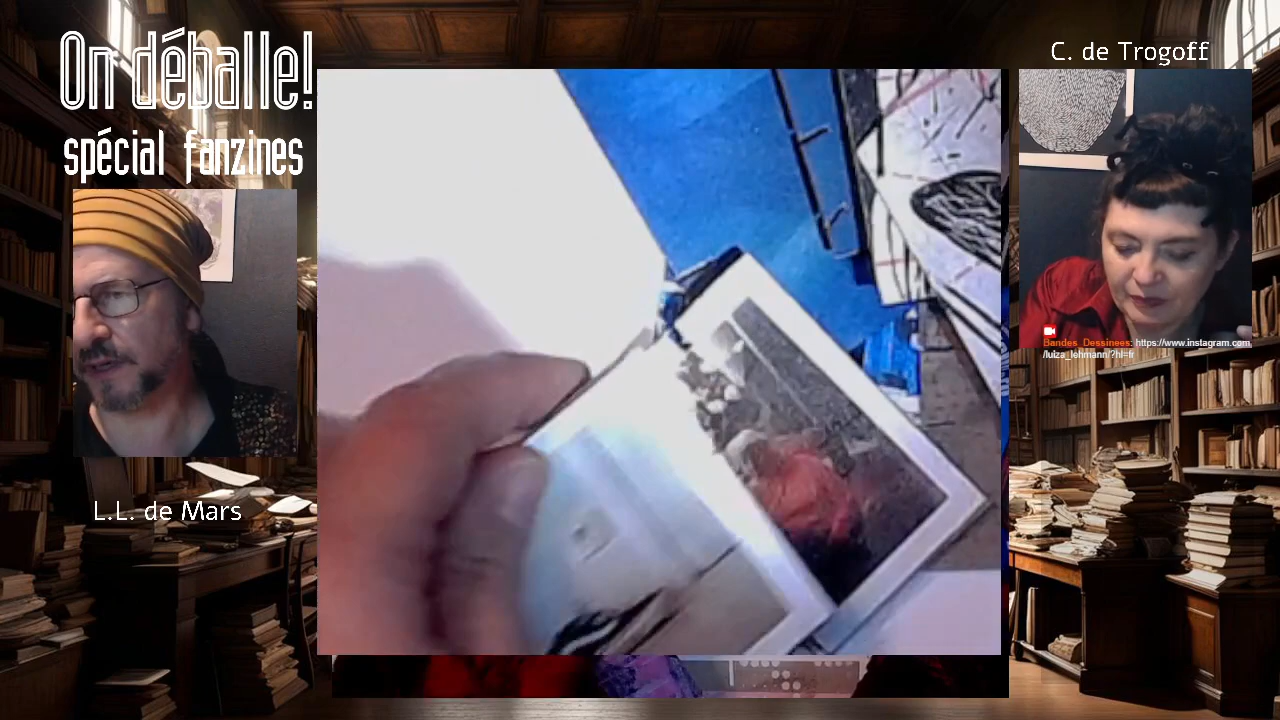 On déballe!
spécial fanzines
C. de Trogoff
Bandes_Dessinees: https://www.instagram.com
/luiza_lehmann/?hl=fr
L.L. de Mars